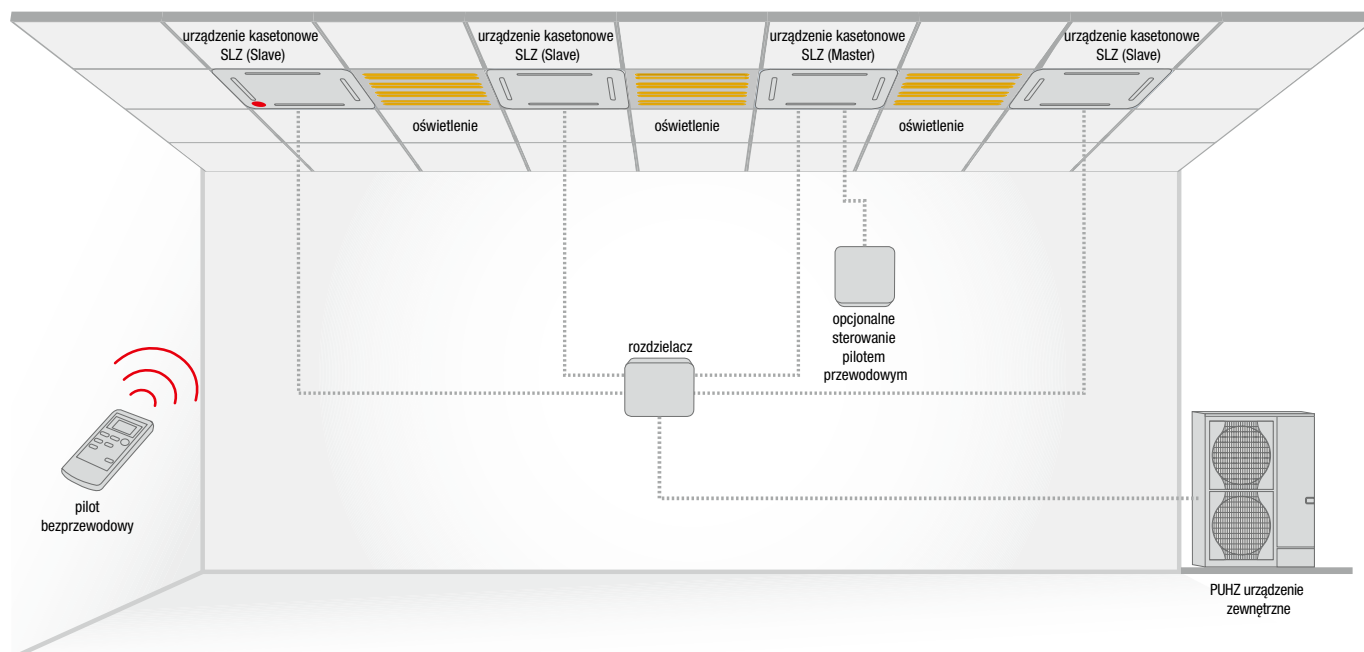 urządzenie kasetonowe
SLZ (Slave)
urządzenie kasetonowe
SLZ (Slave)
urządzenie kasetonowe
SLZ (Master)
urządzenie kasetonowe
SLZ (Slave)
oświetlenie
oświetlenie
oświetlenie
opcjonalne
sterowanie
pilotem
przewodowym
rozdzielacz
pilot
bezprzewodowy
PUHZ urządzenie
zewnętrzne